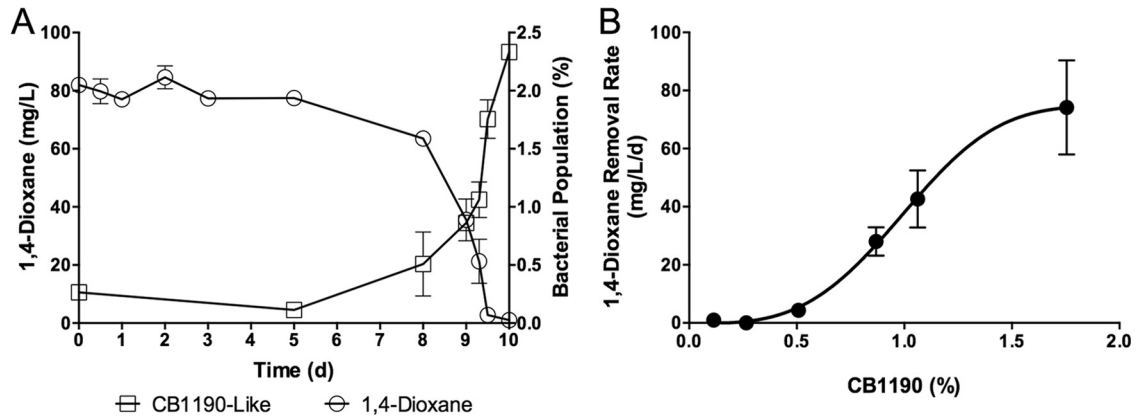 A
1,4-Dioxane (mg/L)
100
80
60
40
20
0
2.5
2.0
1.5
1.0
0.5
0.0
Bacterial Population (%)
0 1 2 3 4 5 6 7 8 9 10
Time (d)
CB1190-Like 1,4-Dioxane
B
1,4-Dioxane Removal Rate
(mg/L/d)
100
80
60
40
20
0
0.0 0.5 1.0 1.5 2.0
CB1190 (%)